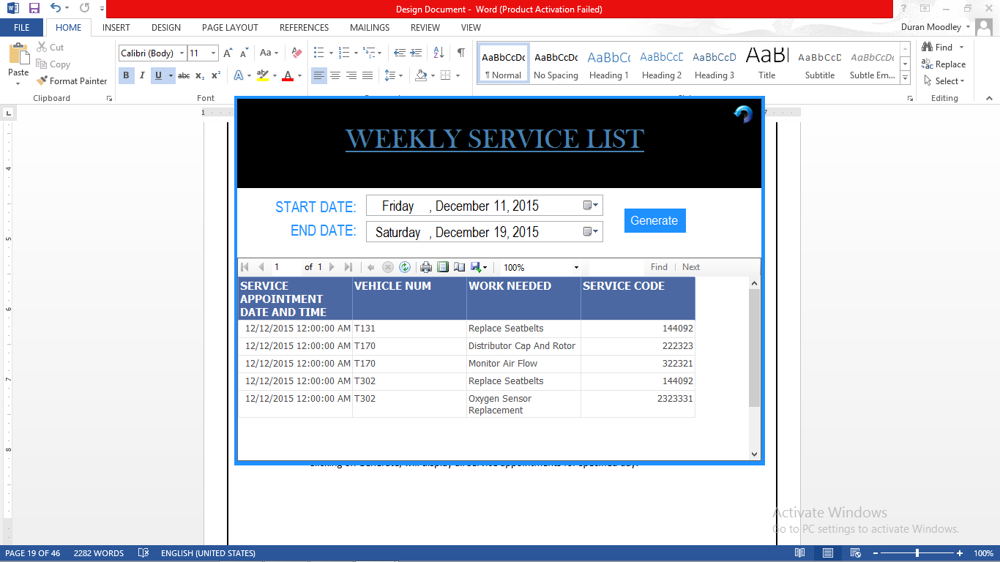 Design Document - Word (Product Activation Failed)
FILE HOME INSERT DESIGN PAGE LAYOUT REFERENCES MAILINGS REVIEW VIEW Duran Moodley
Paste Cut Copy Format Painter
Calibri (Body) 11
AaBbCcDc AaBbCcDc AaBbCc AaBbCcD AaBbCcD AaBl AaBbCcD AaBbCcDc
¶ Normal No Spacing Heading 1 Heading 2 Heading 3 Title Subtitle Subtle Em...
Find
Replace
Select
Clipboard Font Editing
WEEKLY SERVICE LIST
START DATE: Friday , December 11, 2015
END DATE: Saturday , December 19, 2015
Generate
1 of 1 100% Find | Next
SERVICE APPOINTMENT DATE AND TIME VEHICLE NUM WORK NEEDED SERVICE CODE
12/12/2015 12:00:00 AM T131 Replace Seatbelts 144092
12/12/2015 12:00:00 AM T170 Distributor Cap And Rotor 222323
12/12/2015 12:00:00 AM T170 Monitor Air Flow 322321
12/12/2015 12:00:00 AM T302 Replace Seatbelts 144092
12/12/2015 12:00:00 AM T302 Oxygen Sensor Replacement 2323331
Activate Windows
Go to PC settings to activate Windows.
PAGE 19 OF 46 2282 WORDS ENGLISH (UNITED STATES) 100%